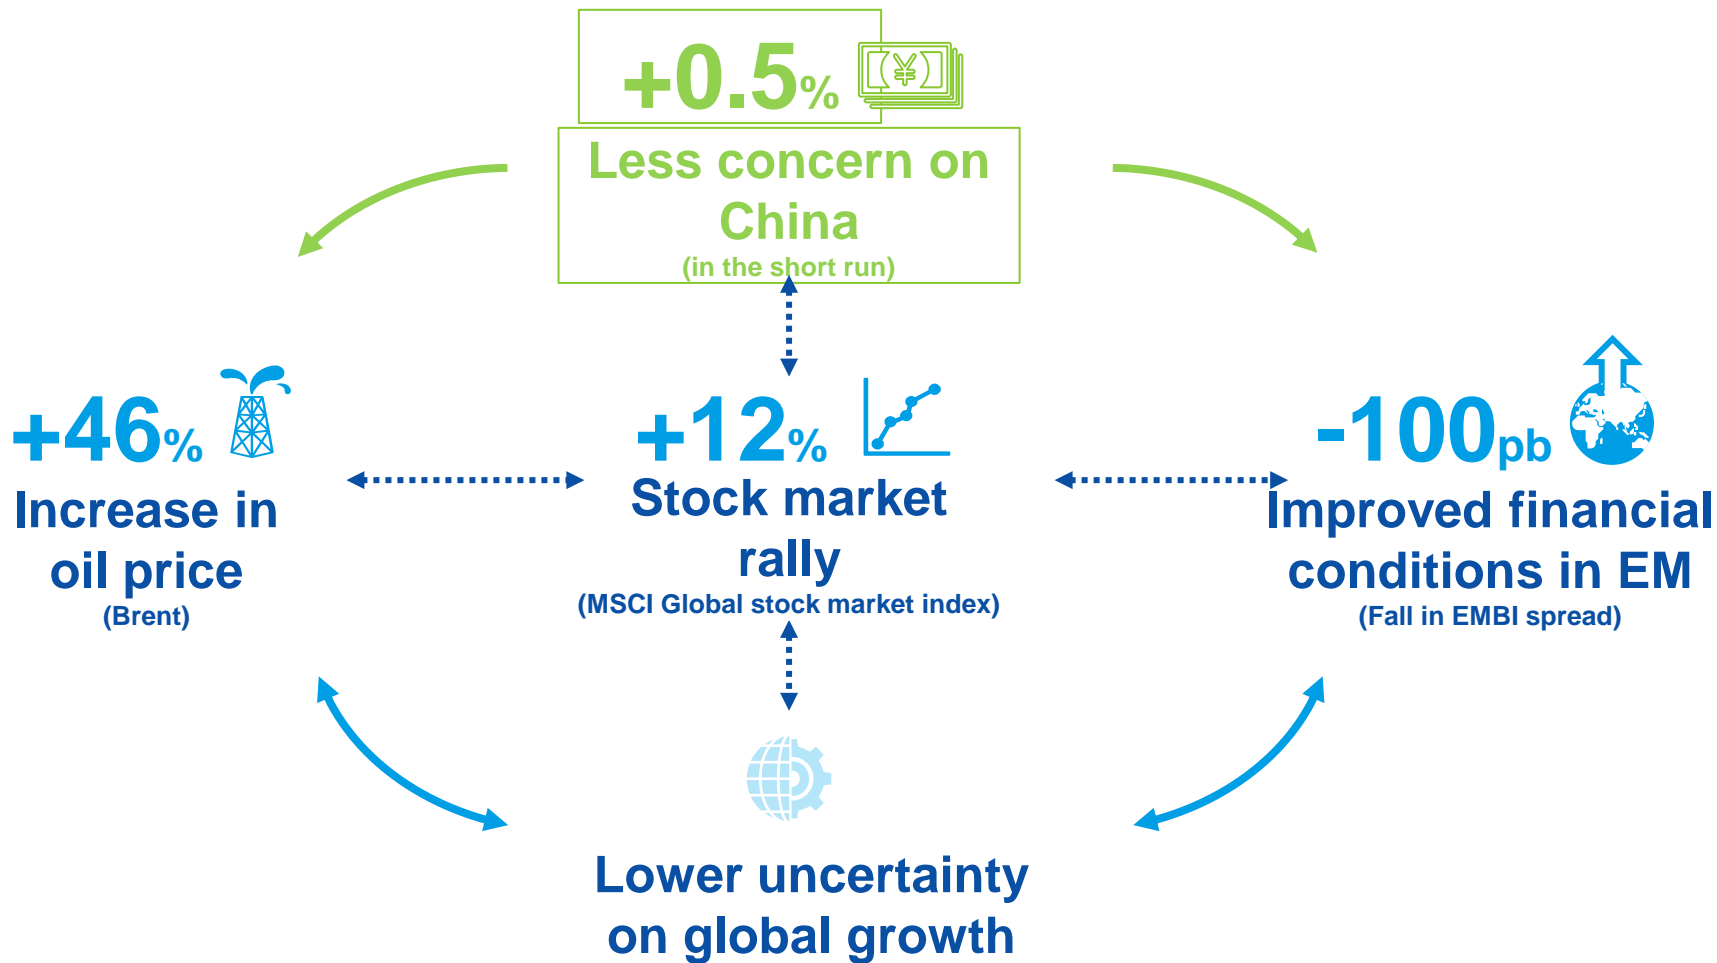 +0.5%
¥
Less concern on
China
(in the short run)
+46%
Increase in
oil price
(Brent)
+12%
Stock market
rally
(MSCI Global stock market index)
-100pb
Improved financial
conditions in EM
(Fall in EMBI spread)
Lower uncertainty
on global growth